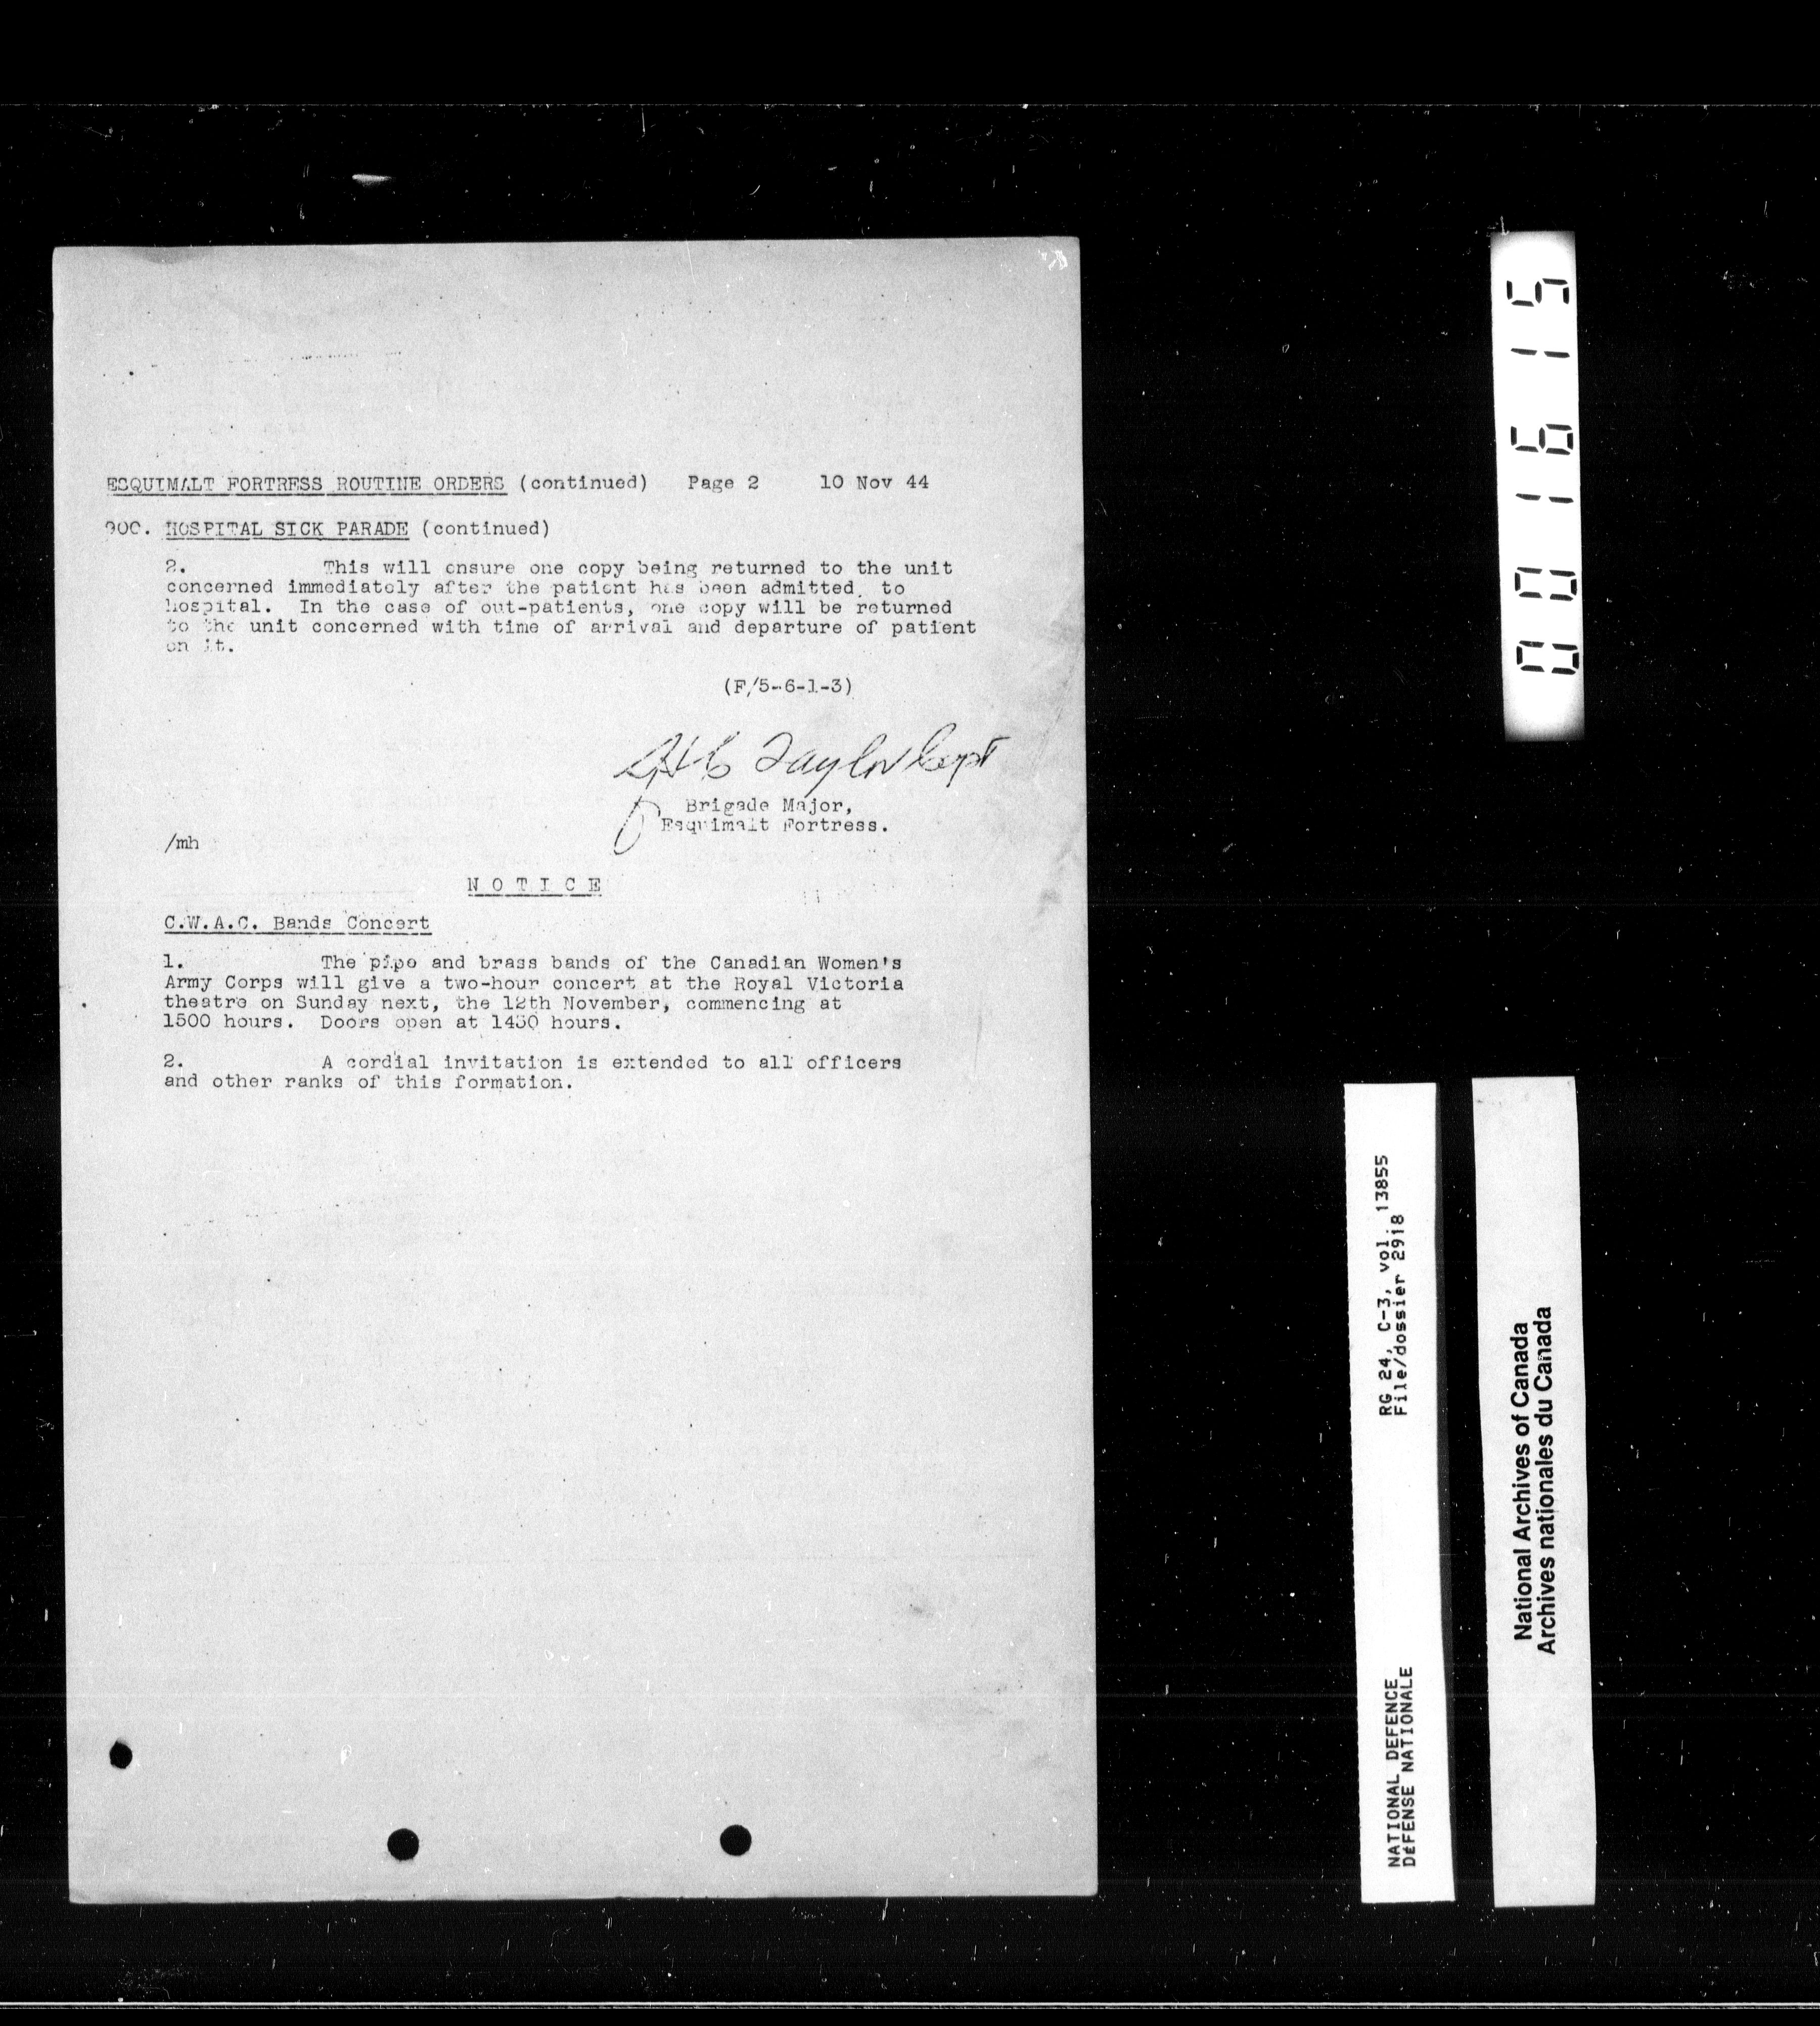 ESQUIMALT FORTRESS ROUTINE ORDERS (continued) Page 2 10 Nov 44
900. HOSPITAL SICK PARADE (continued)
2. This will ensure one copy being returned to the unit
concerned immediately after the patient has been admitted to
hospital. In the case of out-patients, one copy will be returned
to the unit concerned with time of arrival and departure of patient
on it.
(F/5-6-1-3)
Taylor Capt
Brigade Major,
Esquimalt Fortress.
/mh
N O T I C E
C.W.A.C. Bands Concert
1. The pipe and brass bands of the Canadian Women's
Army Corps will give a two-hour concert at the Royal Victoria
theatre on Sunday next, the 12th November, commencing at
1500 hours. Doors open at 1430 hours.
2. A cordial invitation is extended to all officers
and other ranks of this formation.
001615
NATIONAL DEFENCE RG 24, C-3, vol. 13855
DéFENSE NATIONALE File/dossier 2918
National Archives of Canada
Archives nationales du Canada